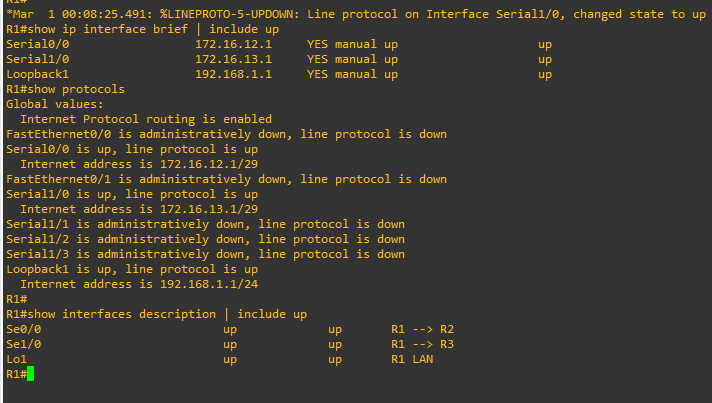 R1#
*Mar  1 00:08:25.491: %LINEPROTO-5-UPDOWN: Line protocol on Interface Serial1/0, changed state to up
R1#show ip interface brief | include up
Serial0/0                  172.16.12.1     YES manual up                    up
Serial1/0                  172.16.13.1     YES manual up                    up
Loopback1                  192.168.1.1     YES manual up                    up
R1#show protocols
Global values:
  Internet Protocol routing is enabled
FastEthernet0/0 is administratively down, line protocol is down
Serial0/0 is up, line protocol is up
  Internet address is 172.16.12.1/29
FastEthernet0/1 is administratively down, line protocol is down
Serial1/0 is up, line protocol is up
  Internet address is 172.16.13.1/29
Serial1/1 is administratively down, line protocol is down
Serial1/2 is administratively down, line protocol is down
Serial1/3 is administratively down, line protocol is down
Loopback1 is up, line protocol is up
  Internet address is 192.168.1.1/24
R1#
R1#show interfaces description | include up
Se0/0                          up             up       R1 --> R2
Se1/0                          up             up       R1 --> R3
Lo1                            up             up       R1 LAN
R1#